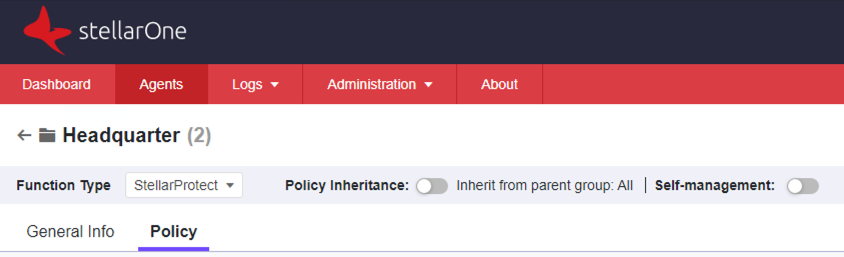 stellarOne
Dashboard Agents Logs Administration About
Headquarter (2)
Function Type StellarProtect Policy Inheritance: Inherit from parent group: All Self-management:
General Info Policy